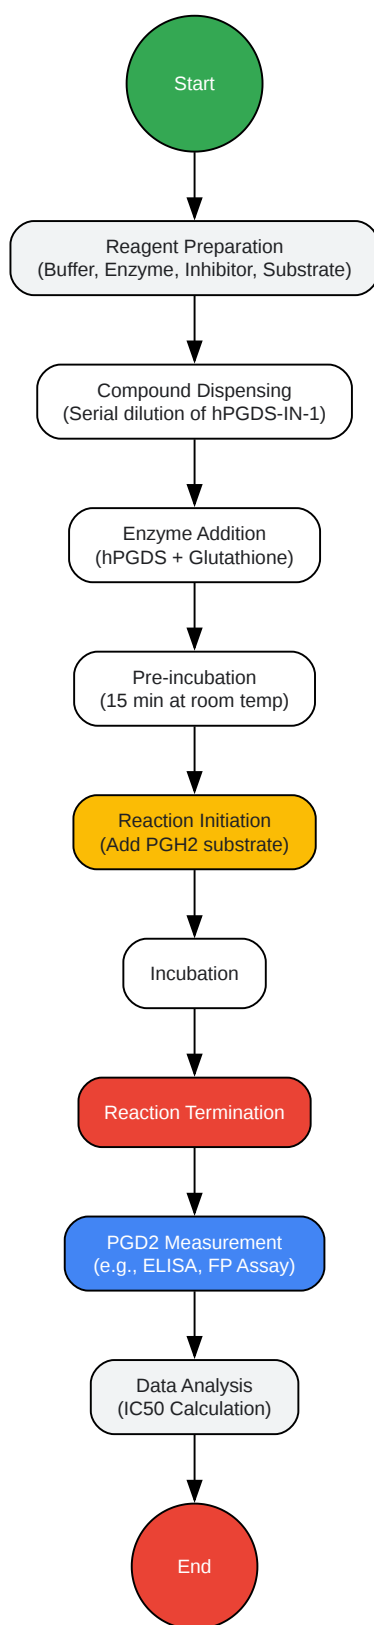 Start
Reagent Preparation
(Buffer, Enzyme, Inhibitor, Substrate)
Compound Dispensing
(Serial dilution of hPGDS-IN-1)
Enzyme Addition
(hPGDS + Glutathione)
Pre-incubation
(15 min at room temp)
Reaction Initiation
(Add PGH2 substrate)
Incubation
Reaction Termination
PGD2 Measurement
(e.g., ELISA, FP Assay)
Data Analysis
(IC50 Calculation)
End